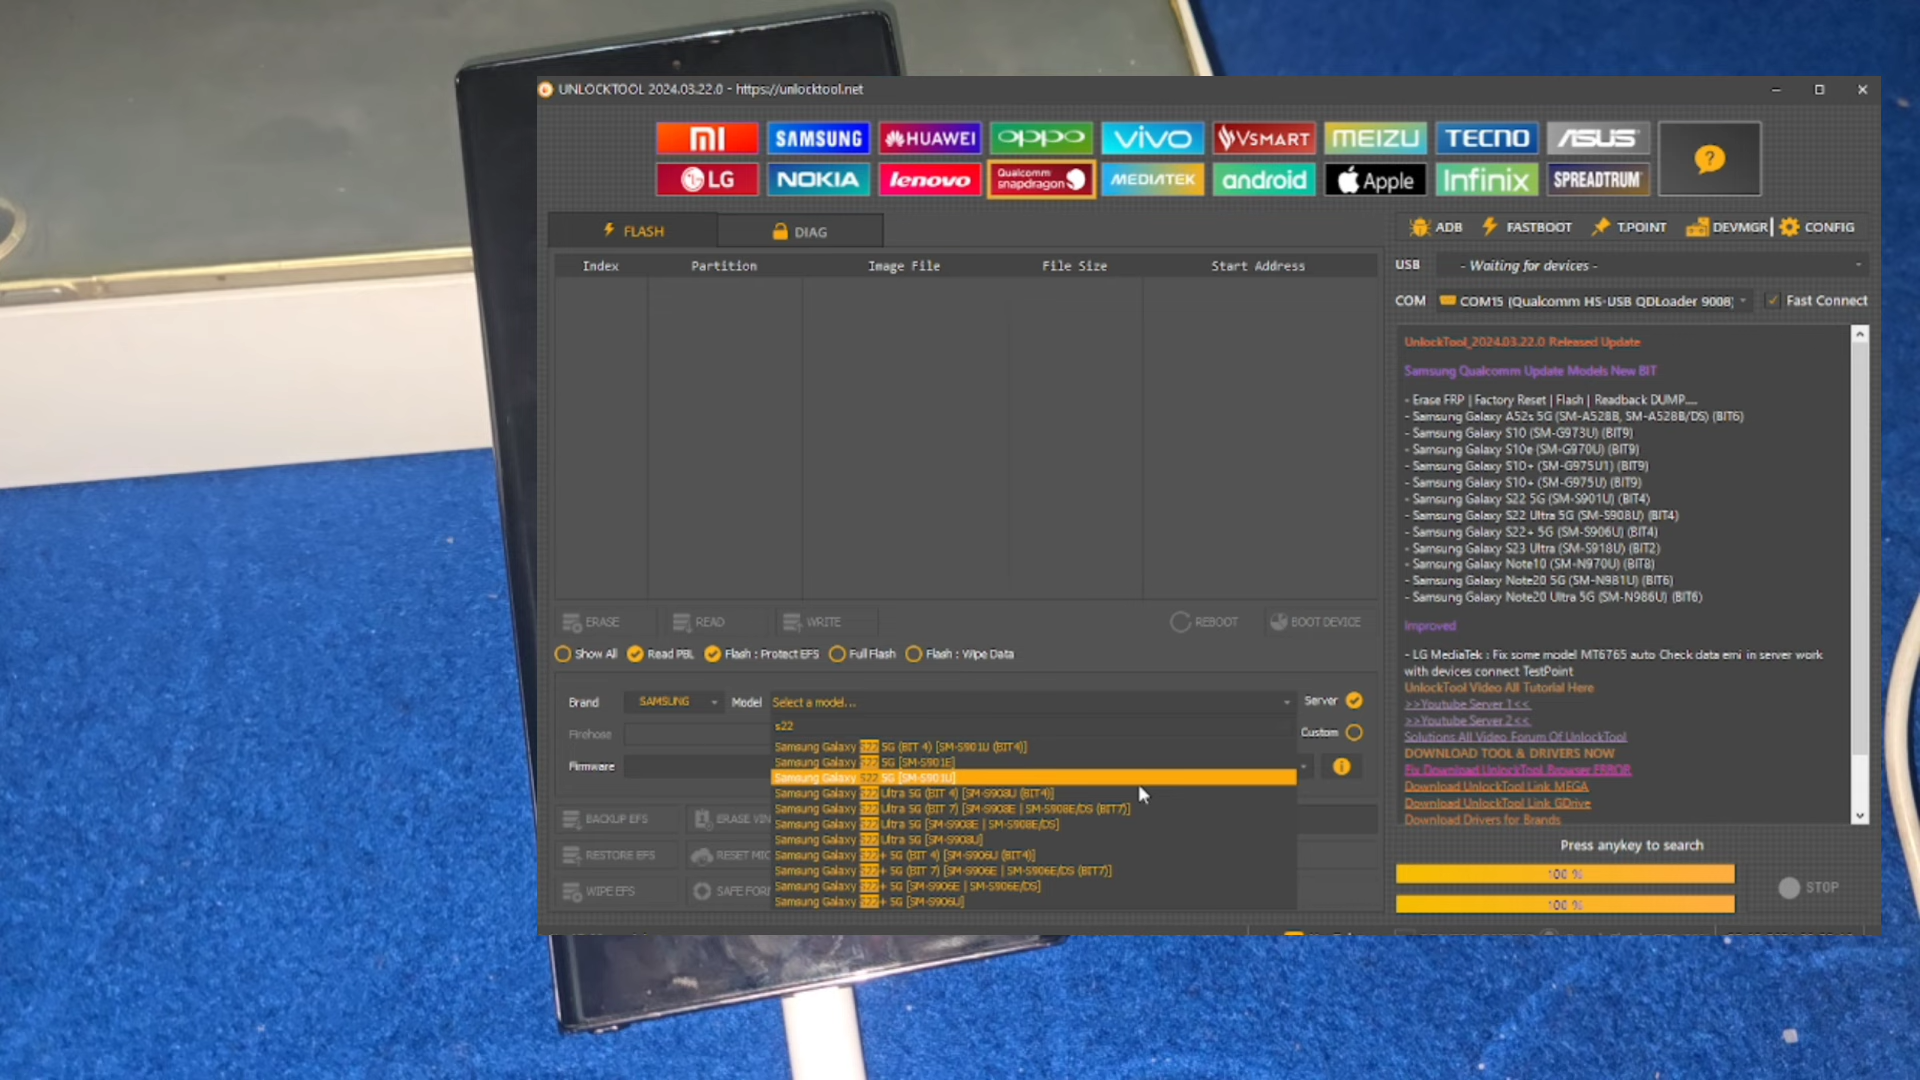 UNLOCKTOOL 2024.03.22.0 - https://unlocktool.net
MI SAMSUNG HUAWEI oppo vivo VSMART MEIZU TECNO ASUS ?
LG NOKIA lenovo Qualcomm snapdragon MEDIATEK android Apple Infinix SPREADTRUM
FLASH DIAG
ADB FASTBOOT T.POINT DEVMGR CONFIG
Index Partition Image File File Size Start Address
USB - Waiting for devices -
COM COM15 (Qualcomm HS-USB QDLoader 9008) Fast Connect
UnlockTool_2024.03.22.0 Released Update
Samsung Qualcomm Update Models New BIT
- Erase FRP | Factory Reset | Flash | Readback DUMP....
- Samsung Galaxy A52s 5G (SM-A528B, SM-A528B/DS) (BIT6)
- Samsung Galaxy S10 (SM-G973U) (BIT9)
- Samsung Galaxy S10e (SM-G970U) (BIT9)
- Samsung Galaxy S10+ (SM-G975U1) (BIT9)
- Samsung Galaxy S10+ (SM-G975U) (BIT9)
- Samsung Galaxy S22 5G (SM-S901U) (BIT4)
- Samsung Galaxy S22 Ultra 5G (SM-S908U) (BIT4)
- Samsung Galaxy S22+ 5G (SM-S906U) (BIT4)
- Samsung Galaxy S23 Ultra (SM-S918U) (BIT2)
- Samsung Galaxy Note10 (SM-N970U) (BIT8)
- Samsung Galaxy Note20 5G (SM-N981U) (BIT6)
- Samsung Galaxy Note20 Ultra 5G (SM-N986U) (BIT6)
Improved
- LG MediaTek : Fix some model MT6765 auto Check data emi in server work
with devices connect TestPoint
UnlockTool Video All Tutorial Here
>>Youtube Server 1<<
>>Youtube Server 2<<
Solutions All Video Forum Of UnlockTool
DOWNLOAD TOOL & DRIVERS NOW
Fix Download UnlockTool Browser ERROR
Download UnlockTool Link MEGA
Download UnlockTool Link GDrive
Download Drivers for Brands
ERASE READ WRITE REBOOT BOOT DEVICE
Show All Read PBL Flash : Protect EFS Full Flash Flash : Wipe Data
Brand SAMSUNG Model Select a model... Server
s22
Firehose Custom
Firmware
Samsung Galaxy S22 5G (BIT 4) [SM-S901U (BIT4)]
Samsung Galaxy S22 5G [SM-S901E]
Samsung Galaxy S22 5G [SM-S901U]
Samsung Galaxy S22 Ultra 5G (BIT 4) [SM-S908U (BIT4)]
Samsung Galaxy S22 Ultra 5G (BIT 7) [SM-S908E | SM-S908E/DS (BIT7)]
Samsung Galaxy S22 Ultra 5G [SM-S908E | SM-S908E/DS]
Samsung Galaxy S22 Ultra 5G [SM-S908U]
Samsung Galaxy S22+ 5G (BIT 4) [SM-S906U (BIT4)]
Samsung Galaxy S22+ 5G (BIT 7) [SM-S906E | SM-S906E/DS (BIT7)]
Samsung Galaxy S22+ 5G [SM-S906E | SM-S906E/DS]
Samsung Galaxy S22+ 5G [SM-S906U]
BACKUP EFS ERASE
RESTORE EFS RESET
WIPE EFS SAFE
Press anykey to search
100 %
100 %
STOP